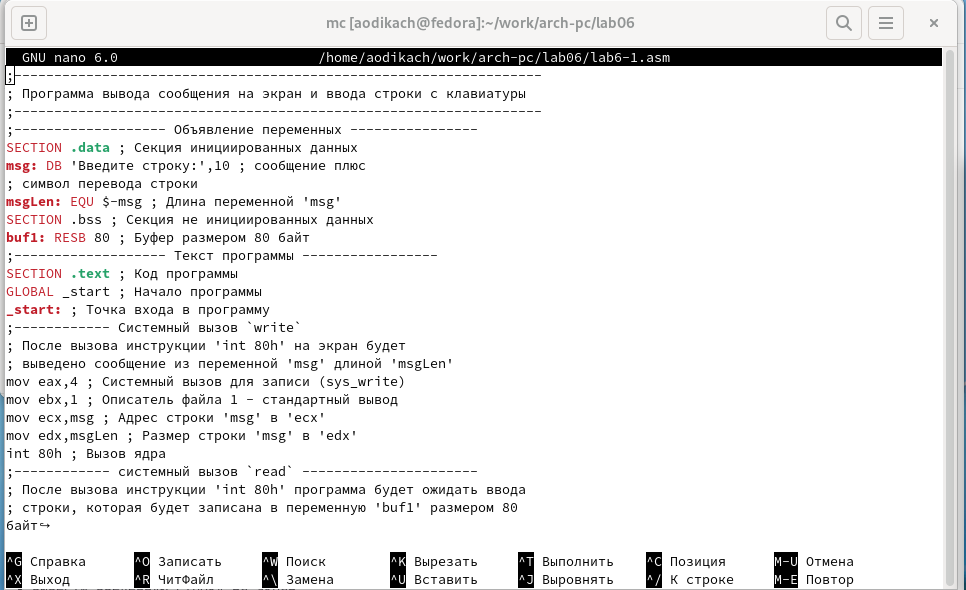 mc [aodikach@fedora]:~/work/arch-pc/lab06
GNU nano 6.0 /home/aodikach/work/arch-pc/lab06/lab6-1.asm
;------------------------------------------------------------------
; Программа вывода сообщения на экран и ввода строки с клавиатуры
;------------------------------------------------------------------
;------------------- Объявление переменных ----------------
SECTION .data ; Секция инициированных данных
msg: DB 'Введите строку:',10 ; сообщение плюс
; символ перевода строки
msgLen: EQU $-msg ; Длина переменной 'msg'
SECTION .bss ; Секция не инициированных данных
buf1: RESB 80 ; Буфер размером 80 байт
;------------------- Текст программы -----------------
SECTION .text ; Код программы
GLOBAL _start ; Начало программы
_start: ; Точка входа в программу
;------------ Системный вызов `write`
; После вызова инструкции 'int 80h' на экран будет
; выведено сообщение из переменной 'msg' длиной 'msgLen'
mov eax,4 ; Системный вызов для записи (sys_write)
mov ebx,1 ; Описатель файла 1 - стандартный вывод
mov ecx,msg ; Адрес строки 'msg' в 'ecx'
mov edx,msgLen ; Размер строки 'msg' в 'edx'
int 80h ; Вызов ядра
;------------ системный вызов `read` ----------------------
; После вызова инструкции 'int 80h' программа будет ожидать ввода
; строки, которая будет записана в переменную 'buf1' размером 80
байт↪
^G Справка ^O Записать ^W Поиск ^K Вырезать ^T Выполнить ^C Позиция M-U Отмена
^X Выход ^R ЧитФайл ^\ Замена ^U Вставить ^J Выровнять ^/ К строке M-E Повтор